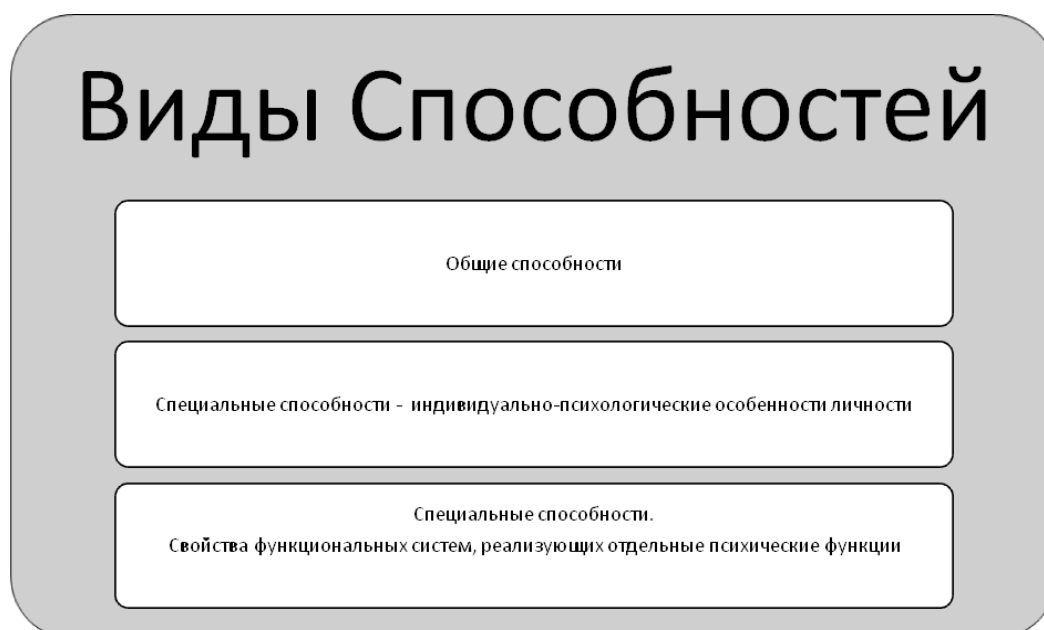 Виды Способностей
Общие способности
Специальные способности - индивидуально-психологические особенности личности
Специальные способности.
Свойства функциональных систем, реализующих отдельные психические функции